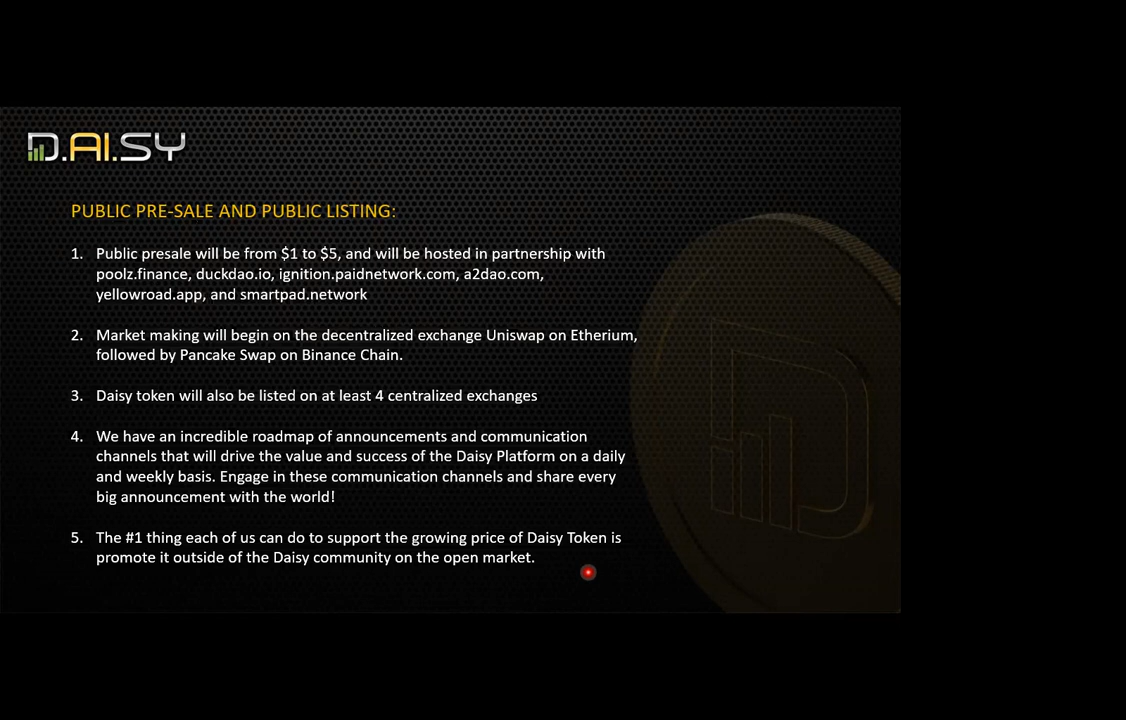 D.AI.SY
PUBLIC PRE-SALE AND PUBLIC LISTING:
1. Public presale will be from $1 to $5, and will be hosted in partnership with
poolz.finance, duckdao.io, ignition.paidnetwork.com, a2dao.com,
yellowroad.app, and smartpad.network
2. Market making will begin on the decentralized exchange Uniswap on Etherium,
followed by Pancake Swap on Binance Chain.
3. Daisy token will also be listed on at least 4 centralized exchanges
4. We have an incredible roadmap of announcements and communication
channels that will drive the value and success of the Daisy Platform on a daily
and weekly basis. Engage in these communication channels and share every
big announcement with the world!
5. The #1 thing each of us can do to support the growing price of Daisy Token is
promote it outside of the Daisy community on the open market.